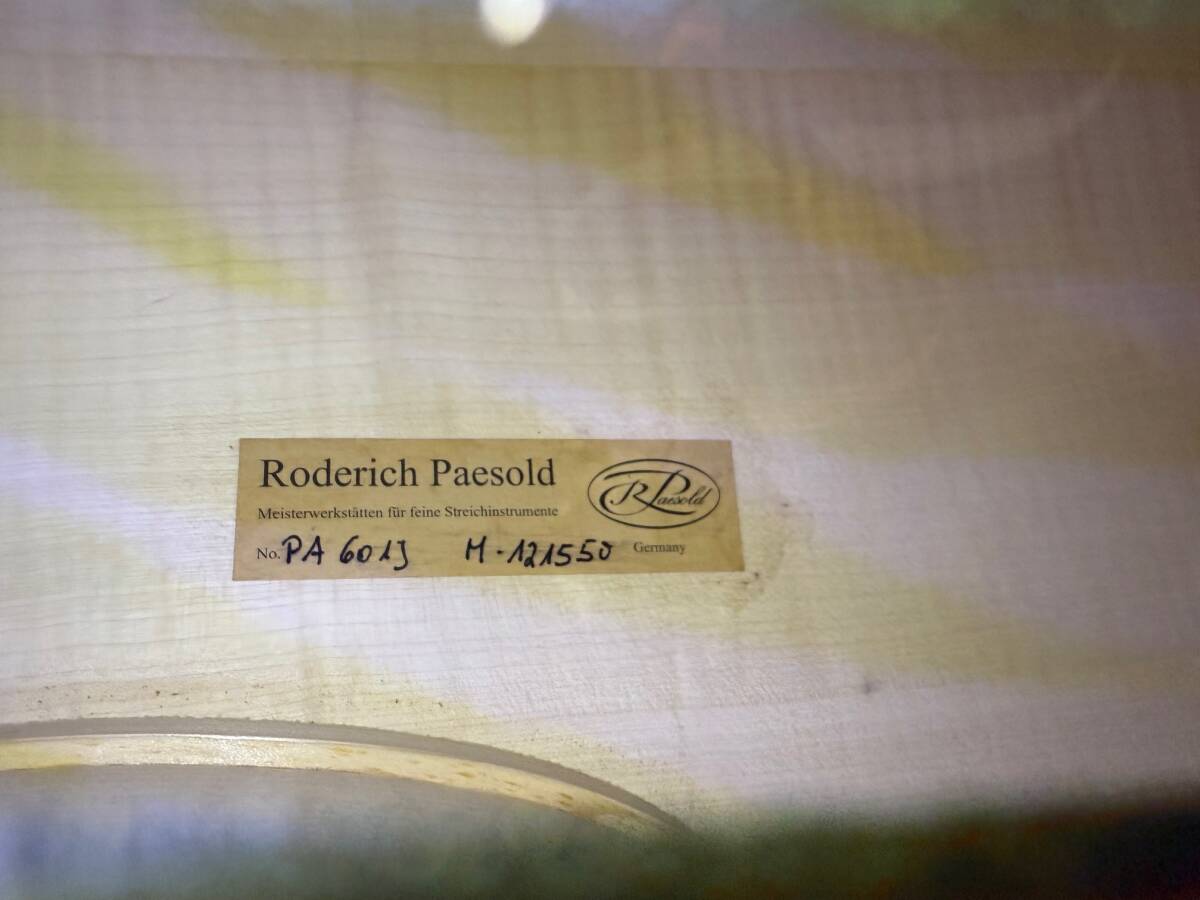 Roderich Paesold
Meisterwerkstätten für feine Streichinstrumente
RPaesold
No. PA 601J M-121550 Germany